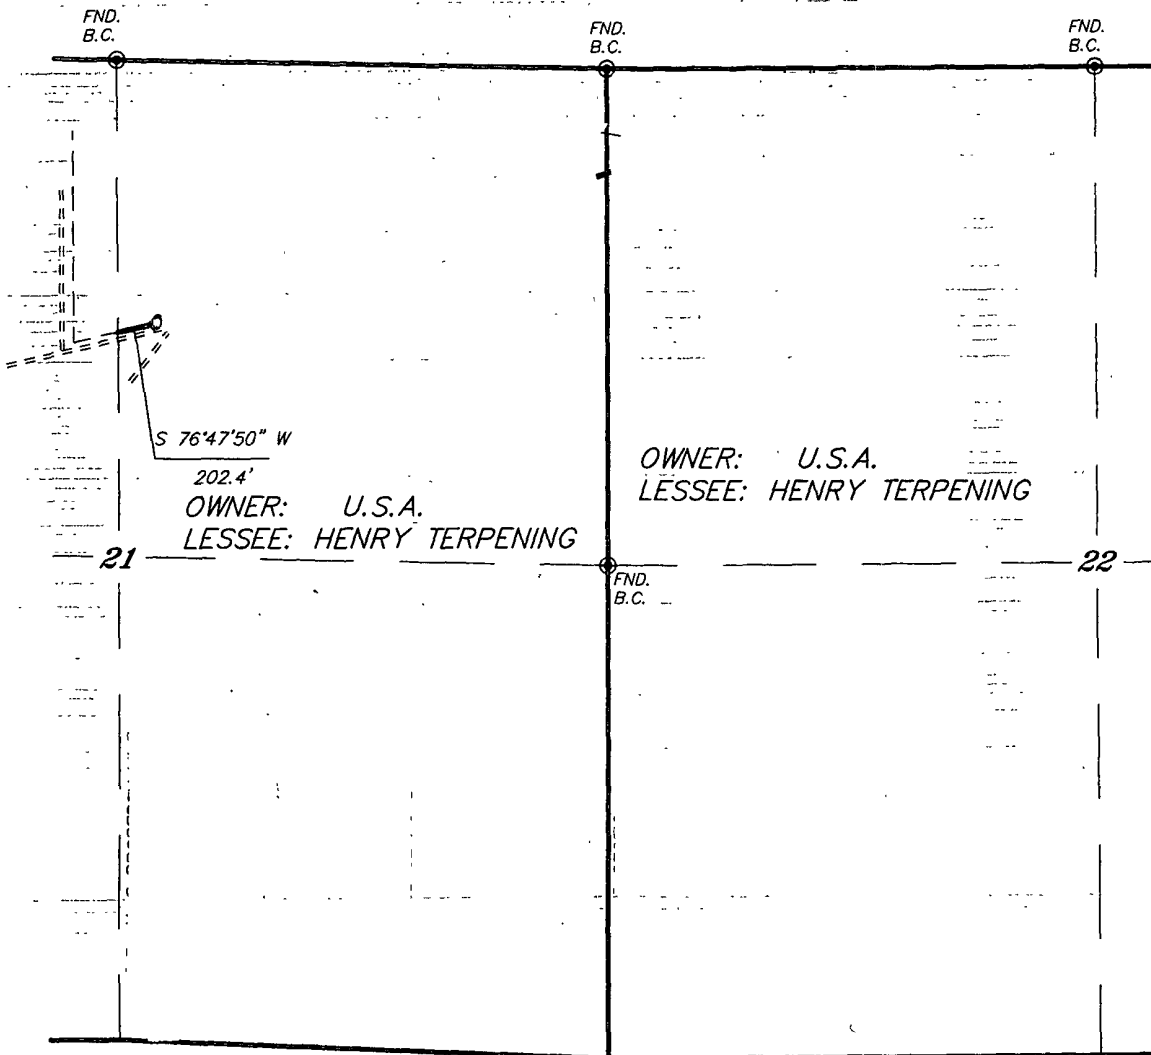 FND.
B.C.
FND.
B.C.
FND.
B.C.
S 76°47'50" W
202.4'
OWNER: U.S.A.
LESSEE: HENRY TERPENING
OWNER: U.S.A.
LESSEE: HENRY TERPENING
21
22
FND.
B.C.